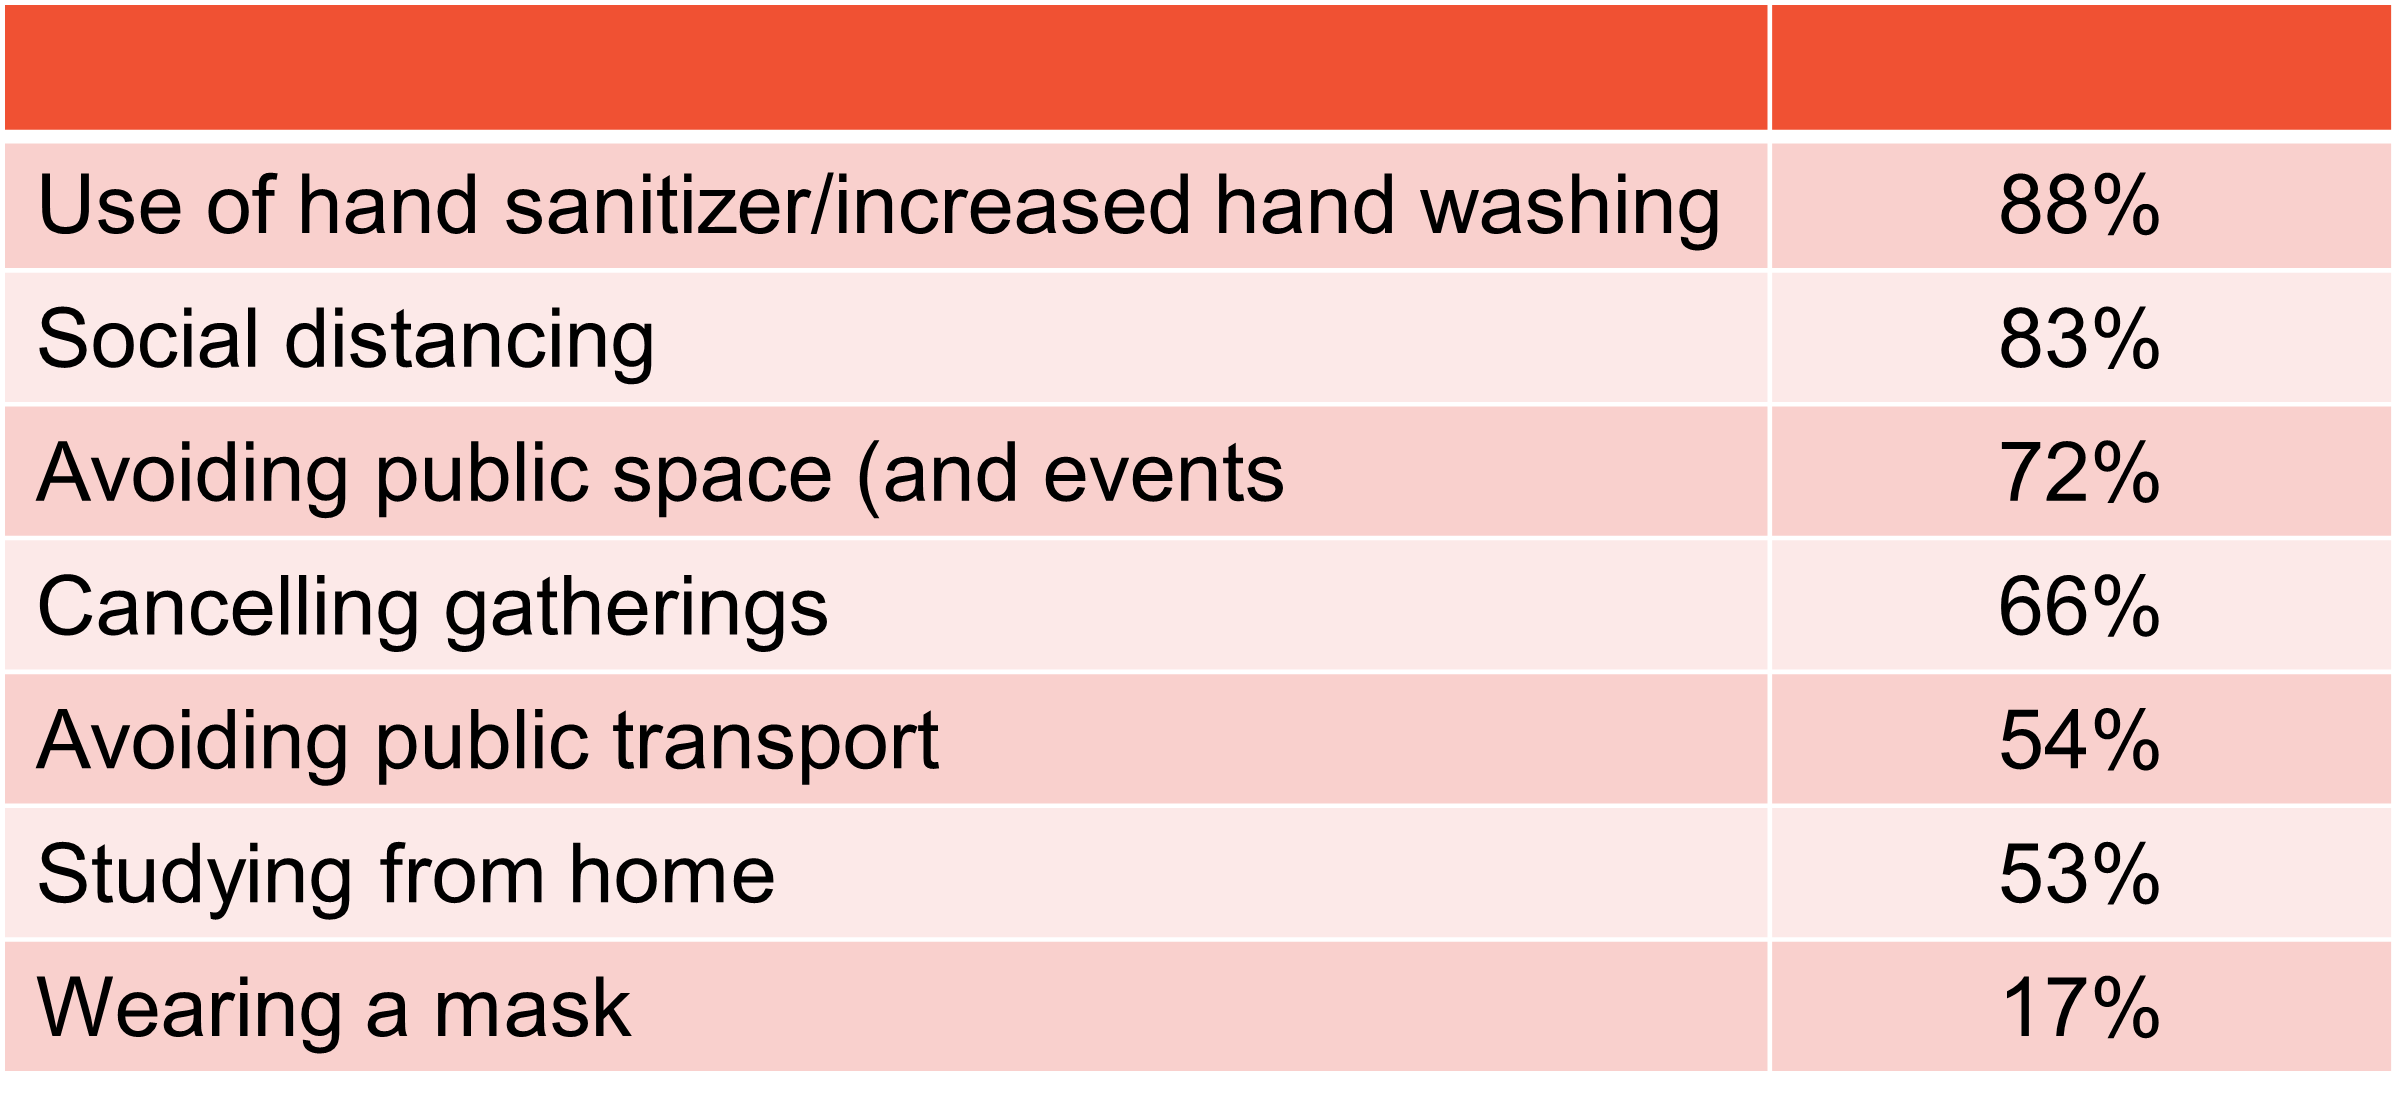 Use of hand sanitizer/increased hand washing 88%
Social distancing 83%
Avoiding public space (and events 72%
Cancelling gatherings 66%
Avoiding public transport 54%
Studying from home 53%
Wearing a mask 17%